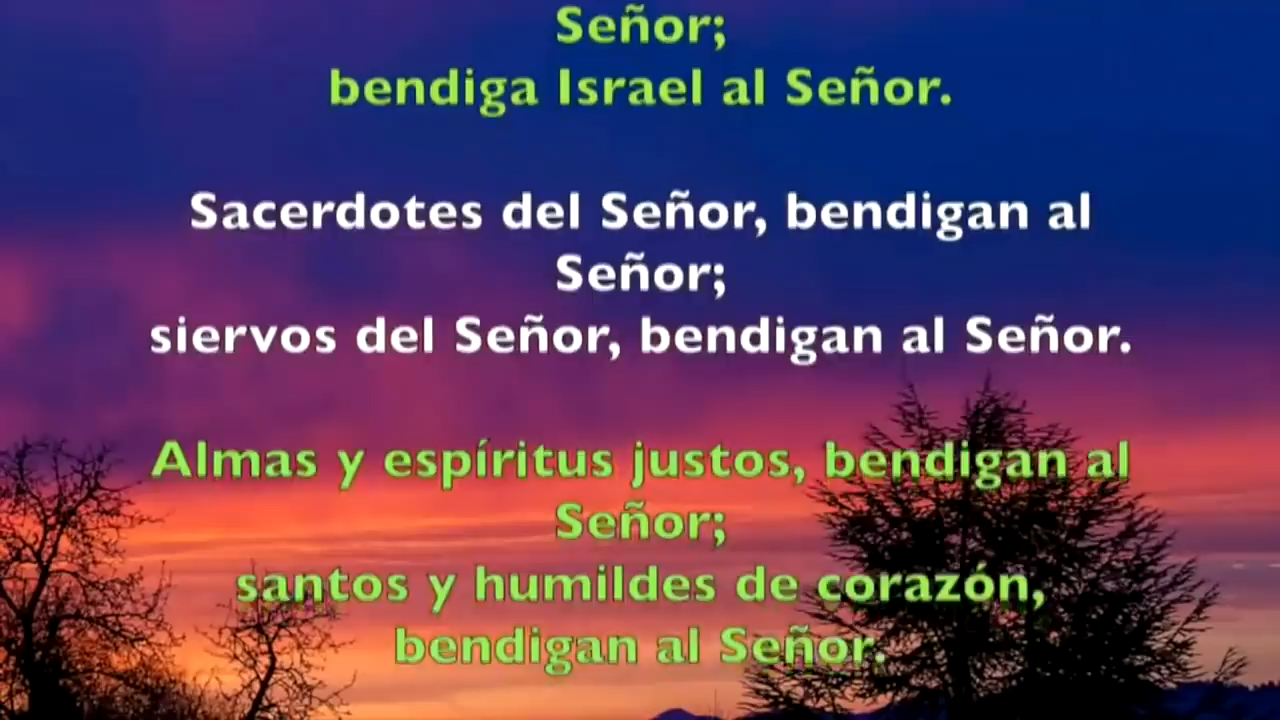 Señor;
bendiga Israel al Señor.
Sacerdotes del Señor, bendigan al
Señor;
siervos del Señor, bendigan al Señor.
Almas y espíritus justos, bendigan al
Señor;
santos y humildes de corazón,
bendigan al Señor.